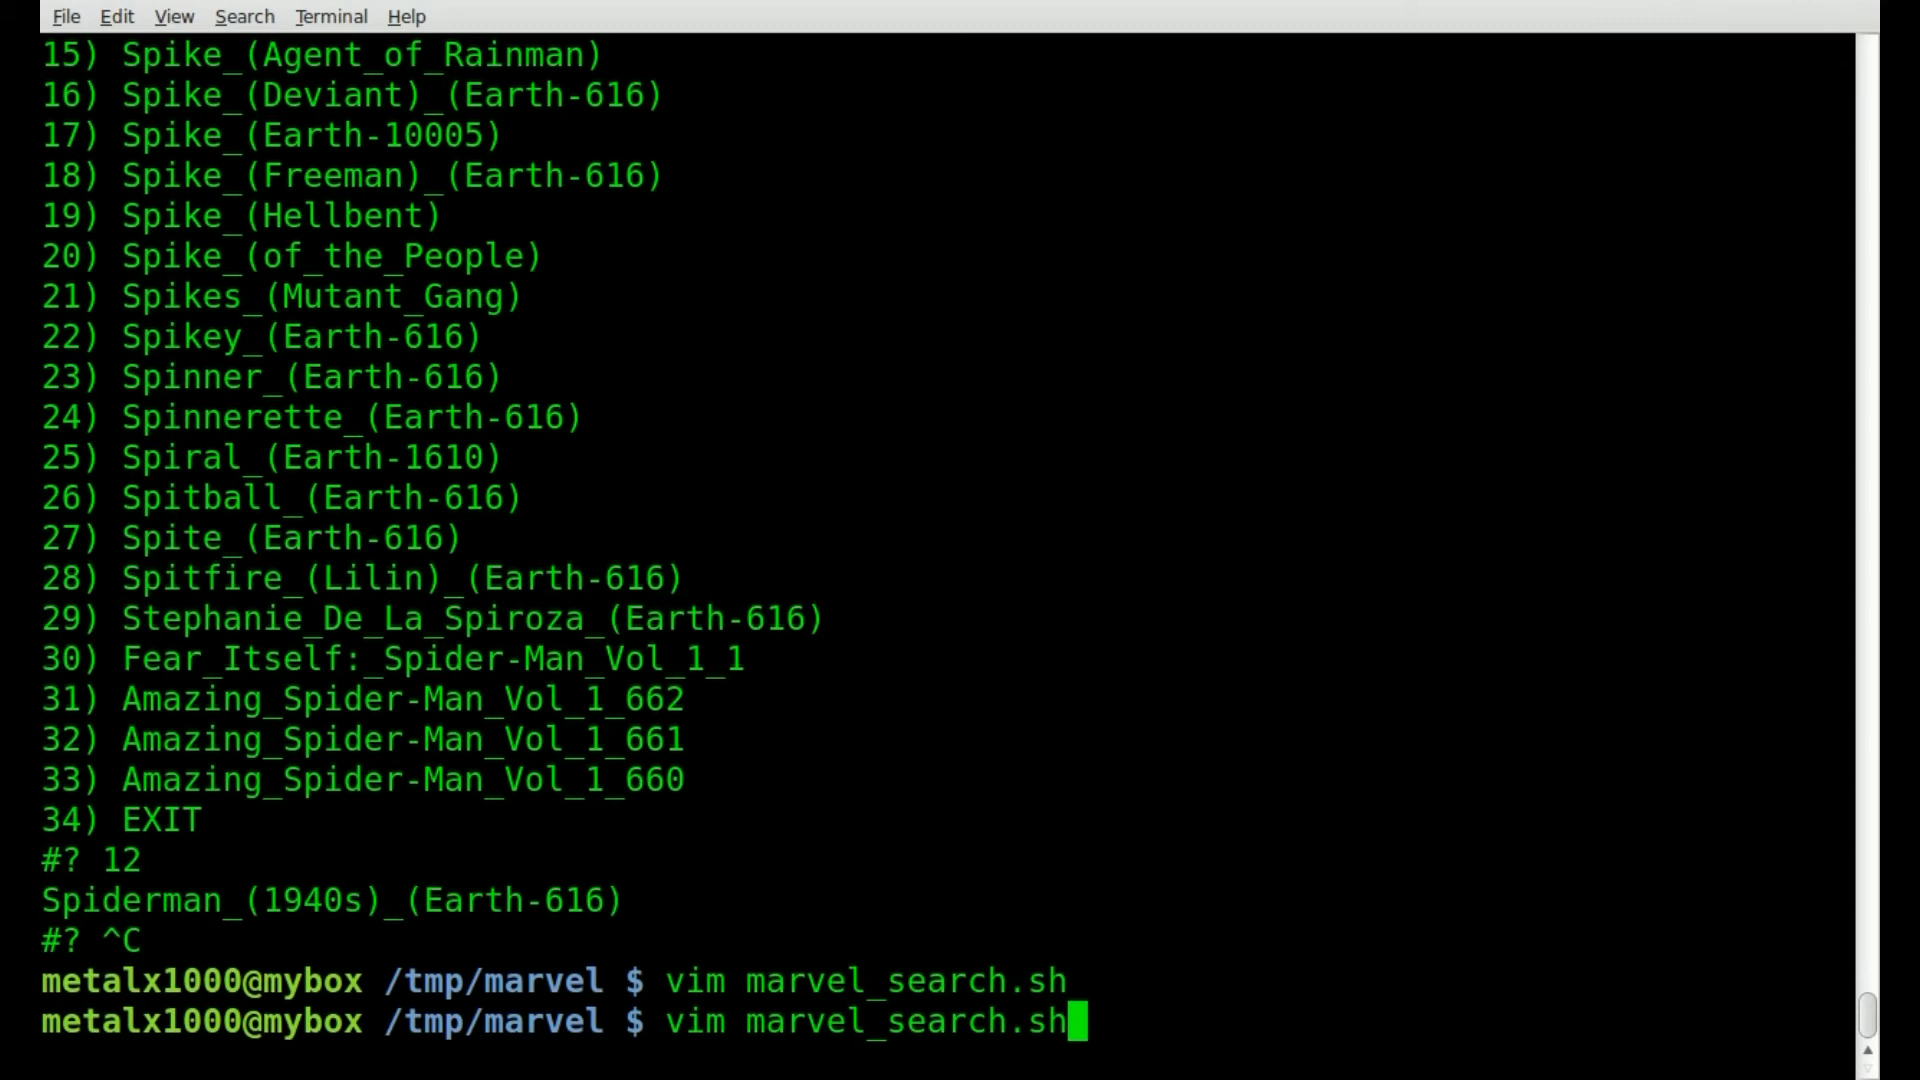 File Edit View Search Terminal Help
15) Spike_(Agent_of_Rainman)
16) Spike_(Deviant)_(Earth-616)
17) Spike_(Earth-10005)
18) Spike_(Freeman)_(Earth-616)
19) Spike_(Hellbent)
20) Spike_(of_the_People)
21) Spikes_(Mutant_Gang)
22) Spikey_(Earth-616)
23) Spinner_(Earth-616)
24) Spinnerette_(Earth-616)
25) Spiral_(Earth-1610)
26) Spitball_(Earth-616)
27) Spite_(Earth-616)
28) Spitfire_(Lilin)_(Earth-616)
29) Stephanie_De_La_Spiroza_(Earth-616)
30) Fear_Itself:_Spider-Man_Vol_1_1
31) Amazing_Spider-Man_Vol_1_662
32) Amazing_Spider-Man_Vol_1_661
33) Amazing_Spider-Man_Vol_1_660
34) EXIT
#? 12
Spiderman_(1940s)_(Earth-616)
#? ^C
metalx1000@mybox /tmp/marvel $ vim marvel_search.sh
metalx1000@mybox /tmp/marvel $ vim marvel_search.sh